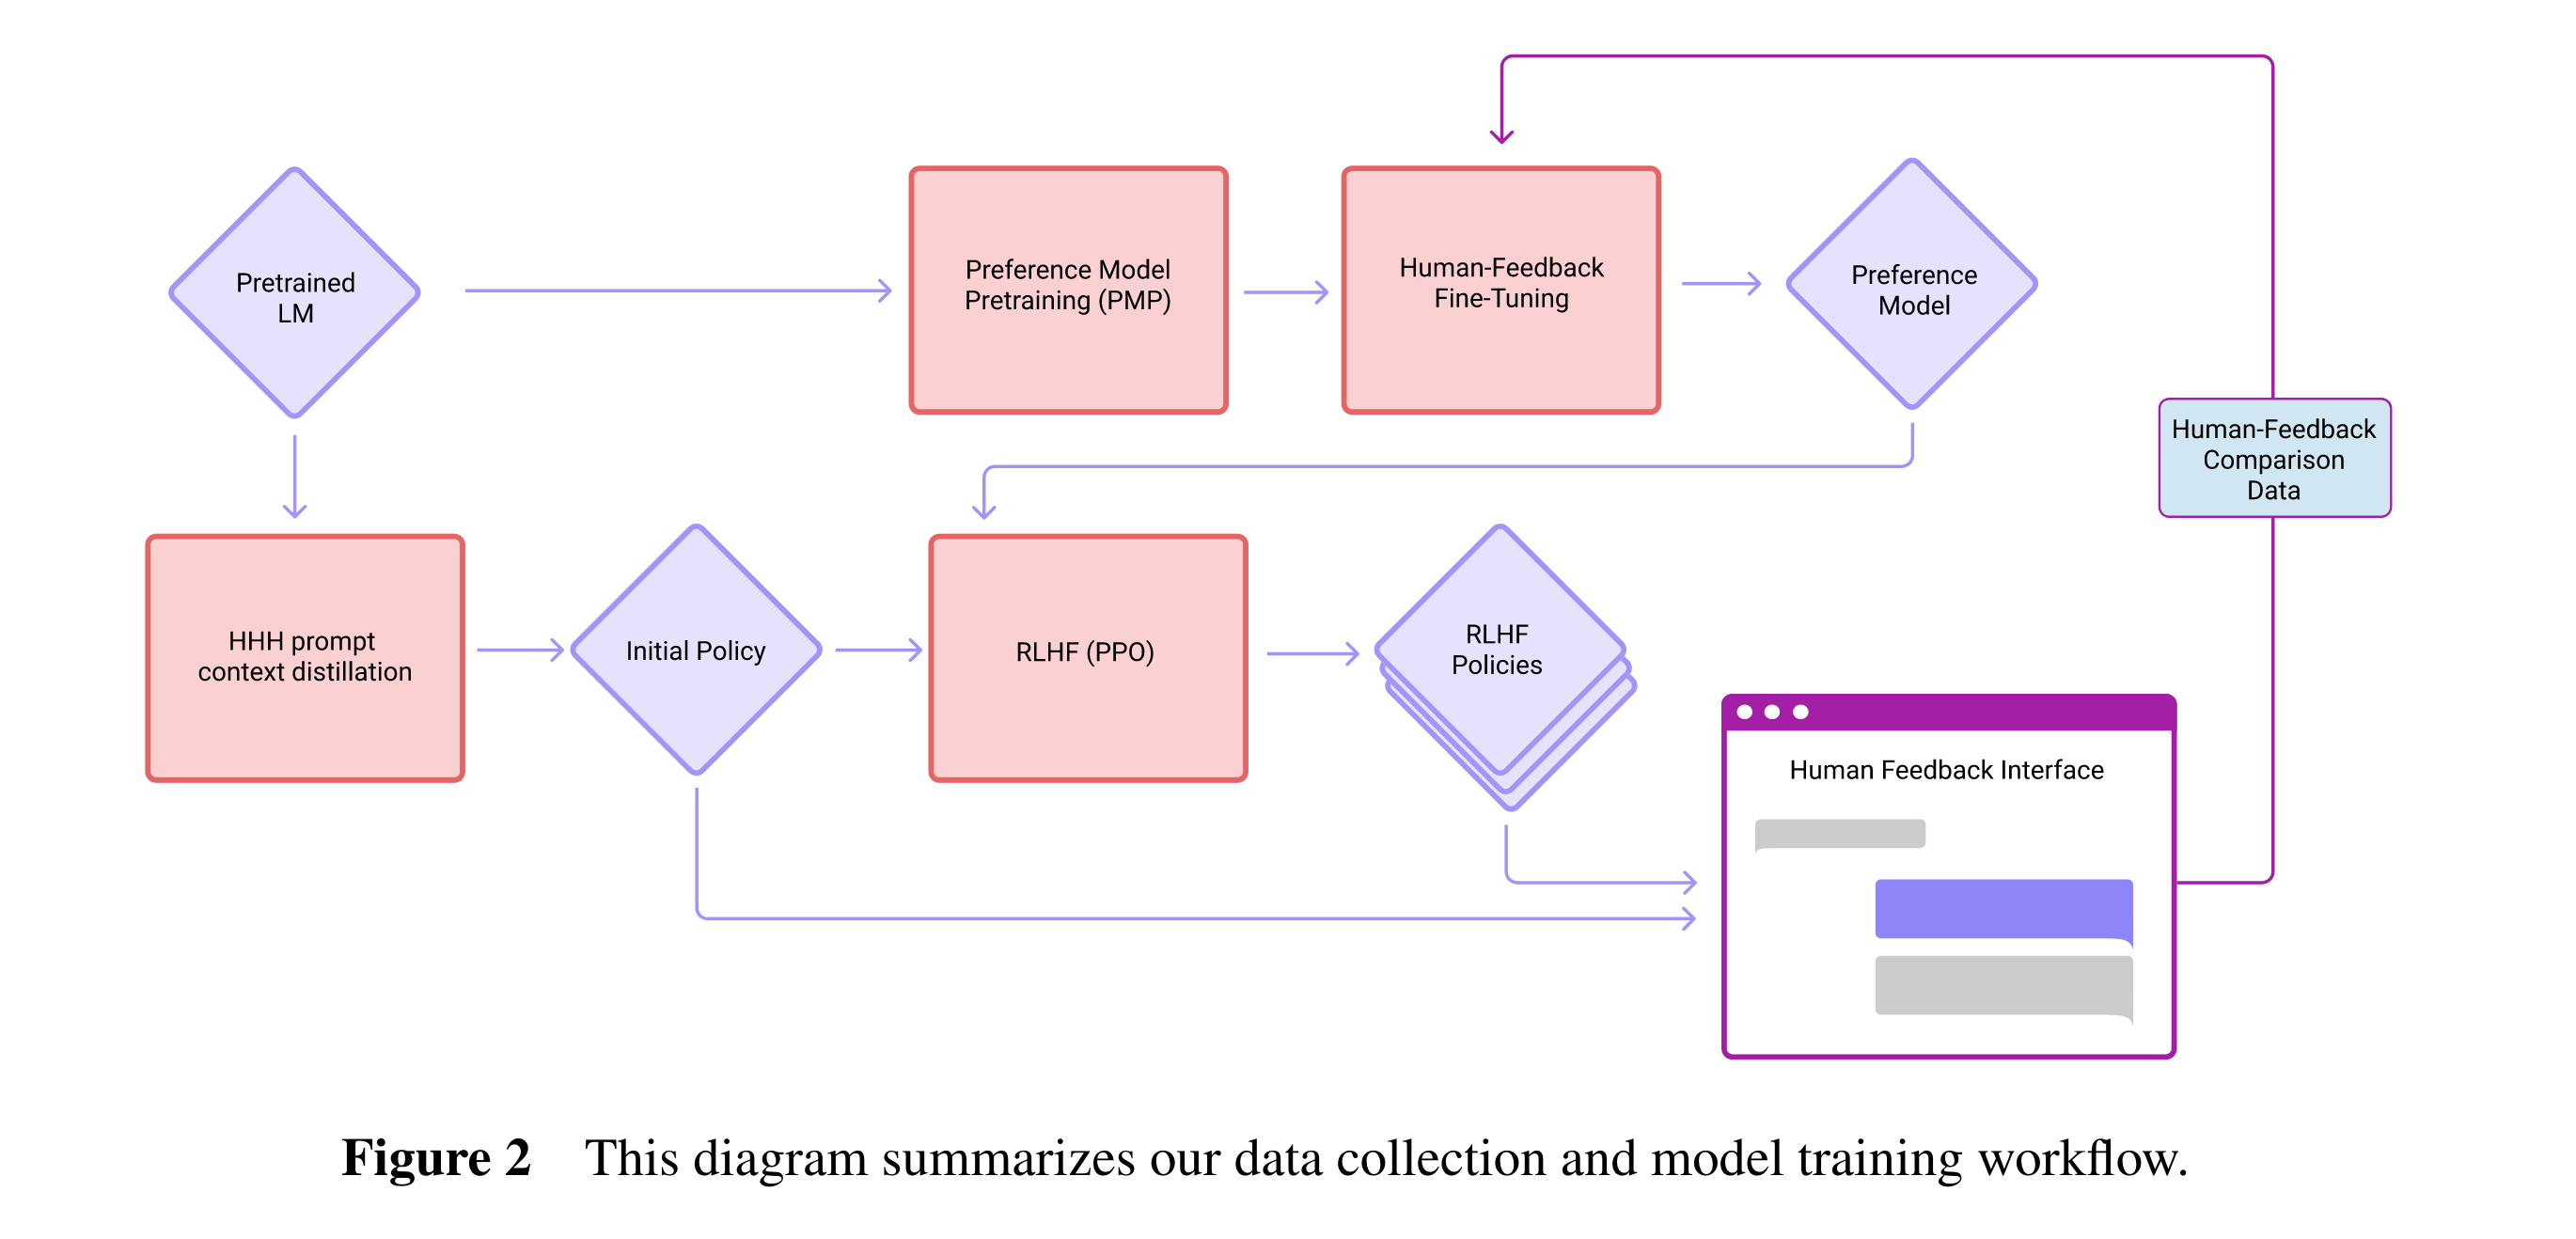 Pretrained
LM
Preference Model
Pretraining (PMP)
Human-Feedback
Fine-Tuning
Preference
Model
Human-Feedback
Comparison
Data
HHH prompt
context distillation
Initial Policy
RLHF (PPO)
RLHF
Policies
Human Feedback Interface
Figure 2 This diagram summarizes our data collection and model training workflow.